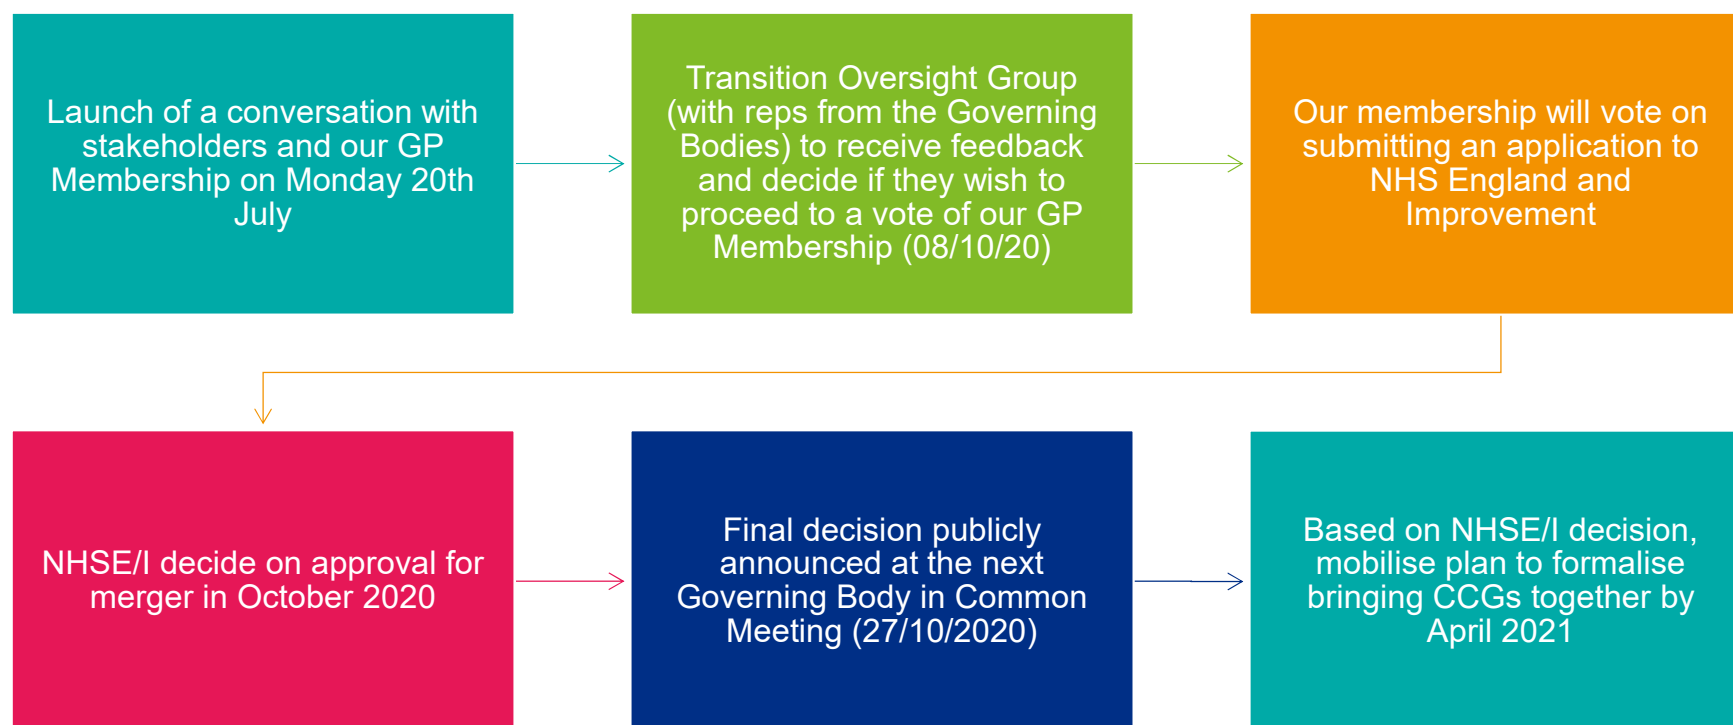 Launch of a conversation with
stakeholders and our GP
Membership on Monday 20th
July
Transition Oversight Group
(with reps from the Governing
Bodies) to receive feedback
and decide if they wish to
proceed to a vote of our GP
Membership (08/10/20)
Our membership will vote on
submitting an application to
NHS England and
Improvement
NHSE/I decide on approval for
merger in October 2020
Final decision publicly
announced at the next
Governing Body in Common
Meeting (27/10/2020)
Based on NHSE/I decision,
mobilise plan to formalise
bringing CCGs together by
April 2021